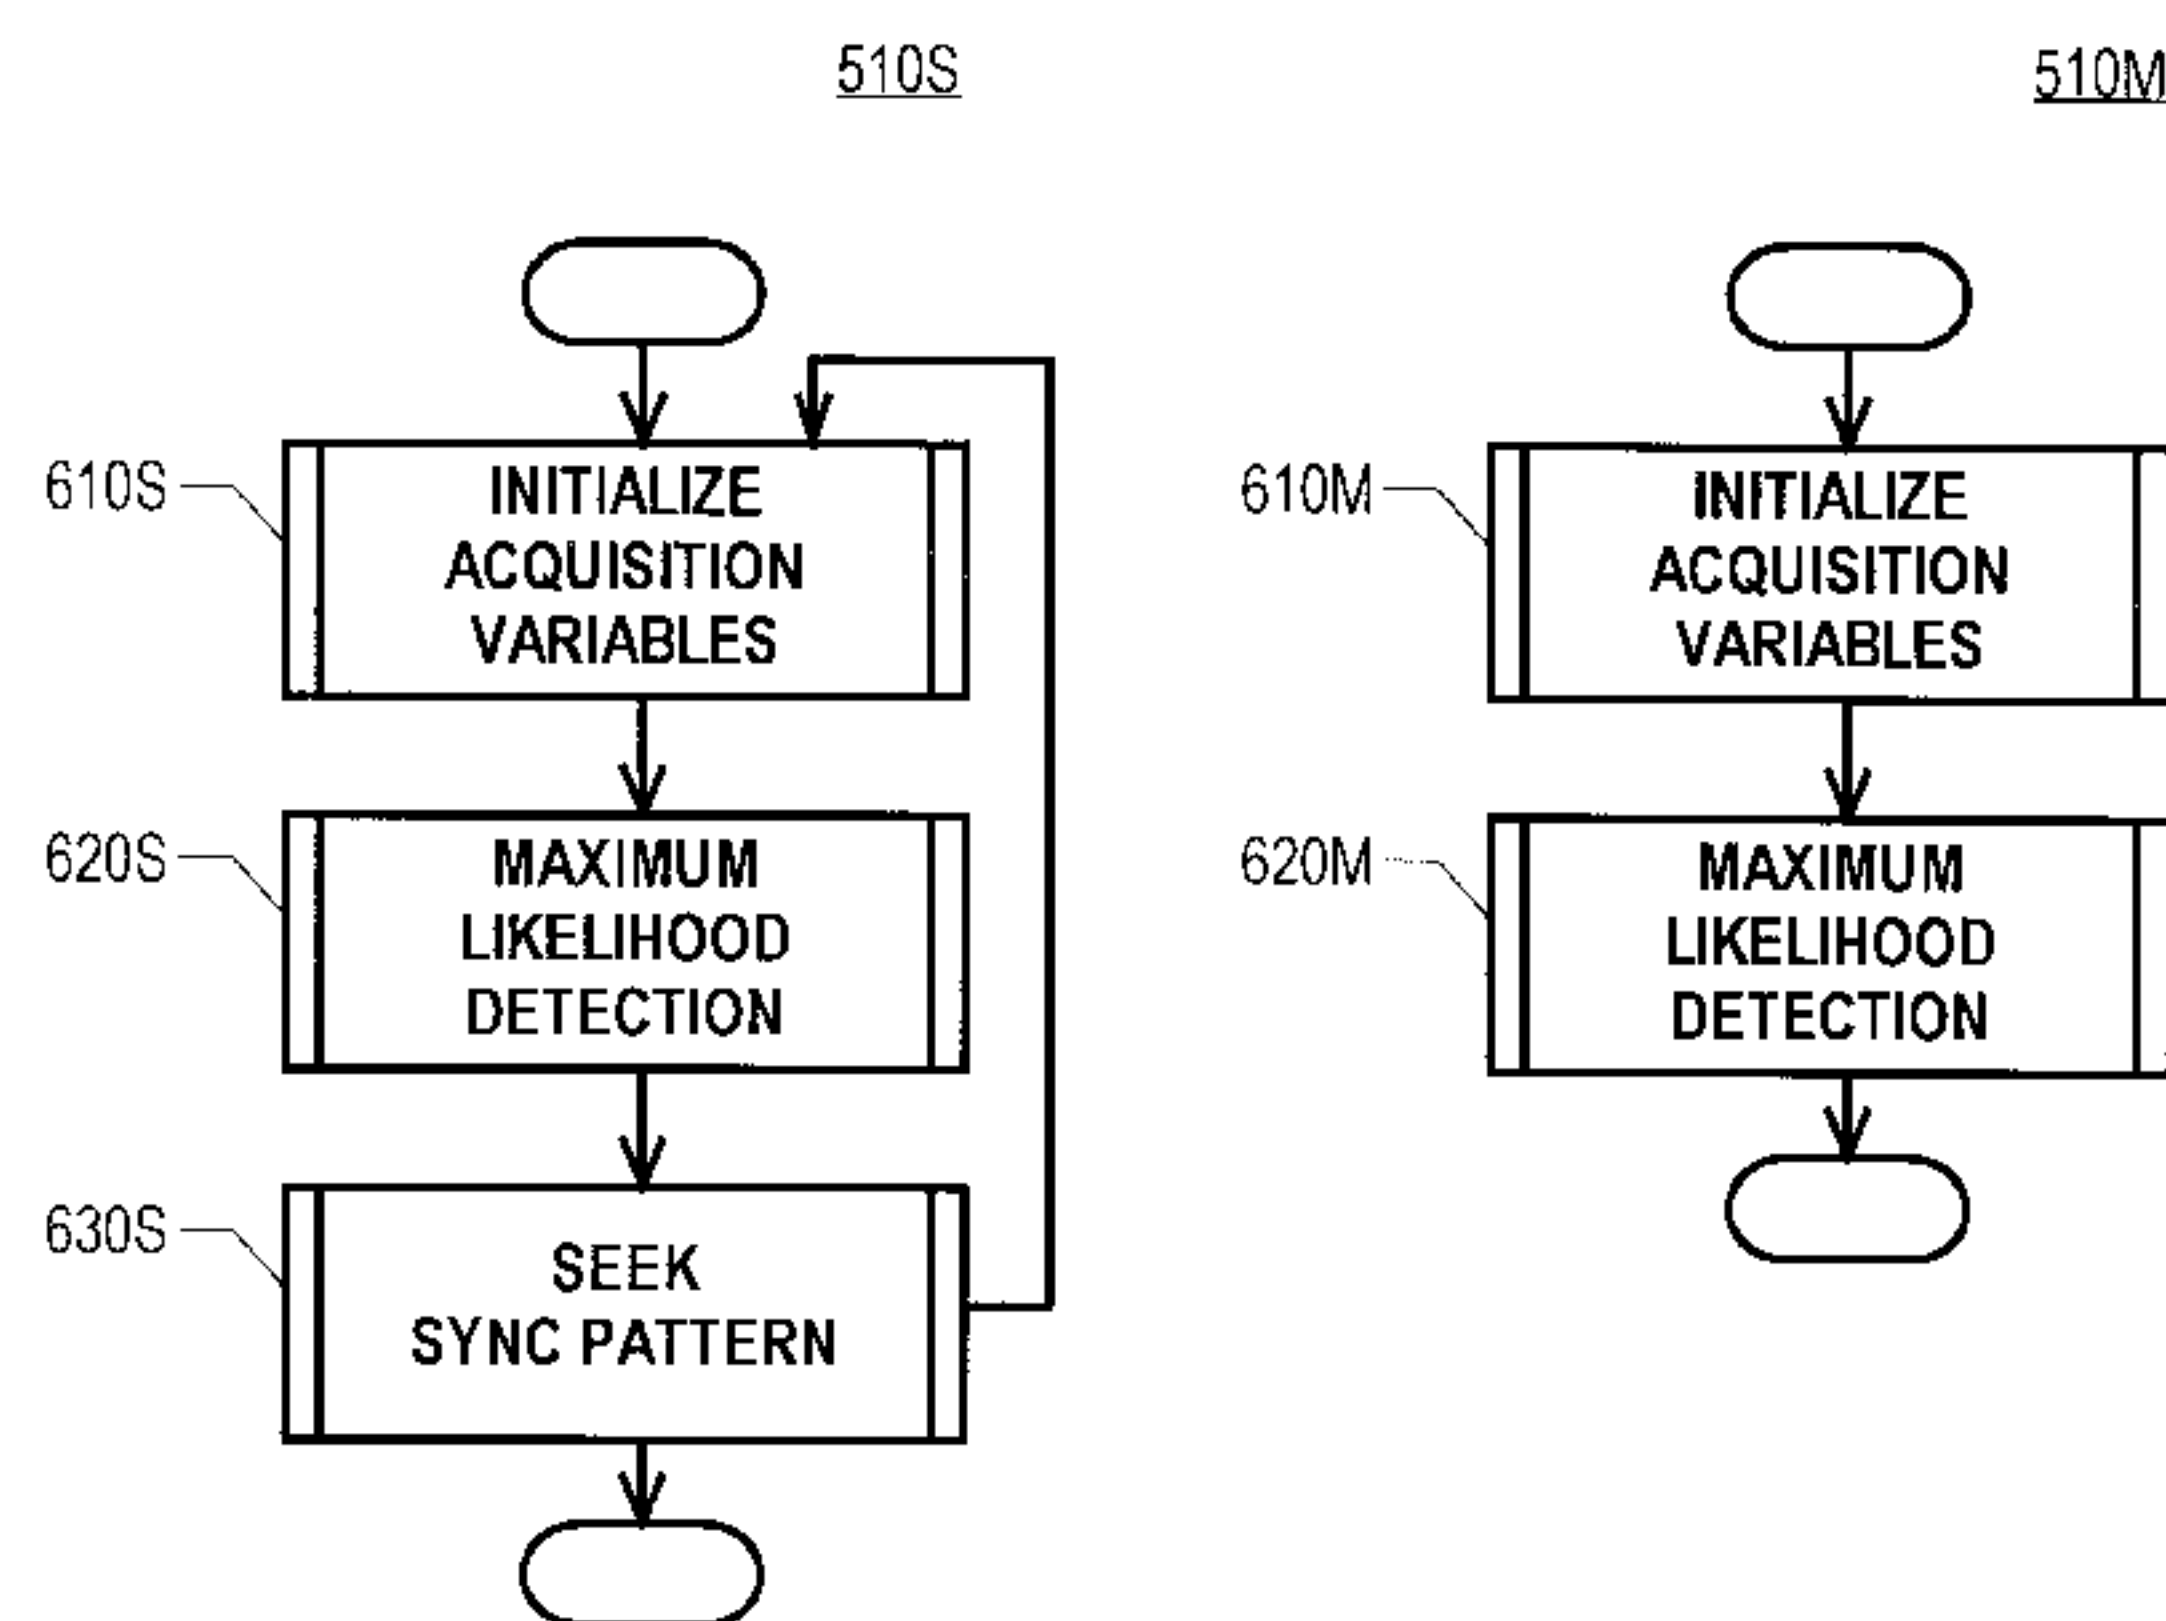 510S
610S
INITIALIZE
ACQUISITION
VARIABLES
620S
MAXIMUM
LIKELIHOOD
DETECTION
630S
SEEK
SYNC PATTERN
510M
610M
INITIALIZE
ACQUISITION
VARIABLES
620M
MAXIMUM
LIKELIHOOD
DETECTION